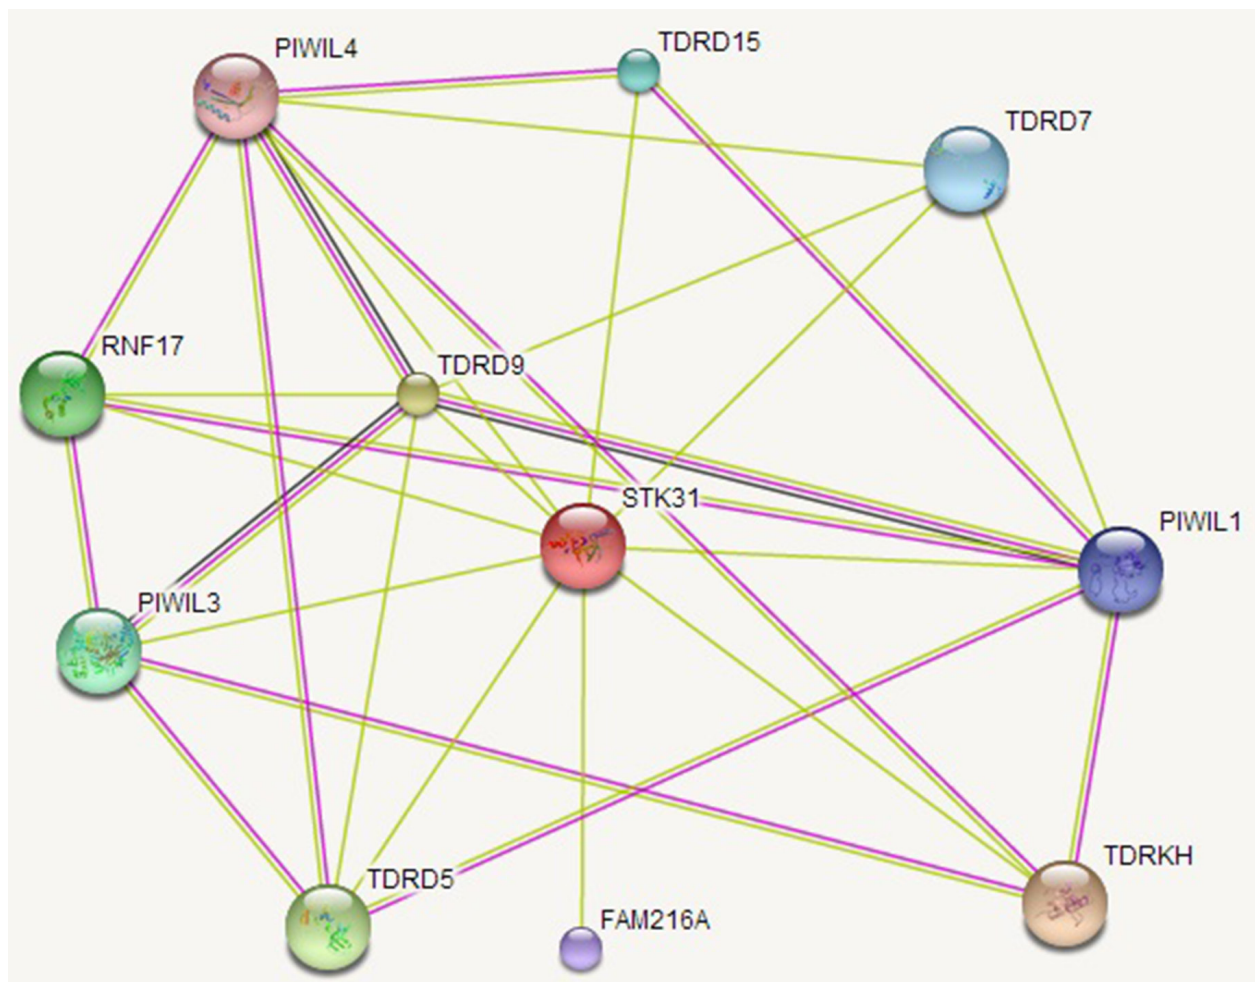 PIWIL4
TDRD15
TDRD7
RNF17
TDRD9
STK31
PIWIL1
PIWIL3
TDRKH
TDRD5
FAM216A